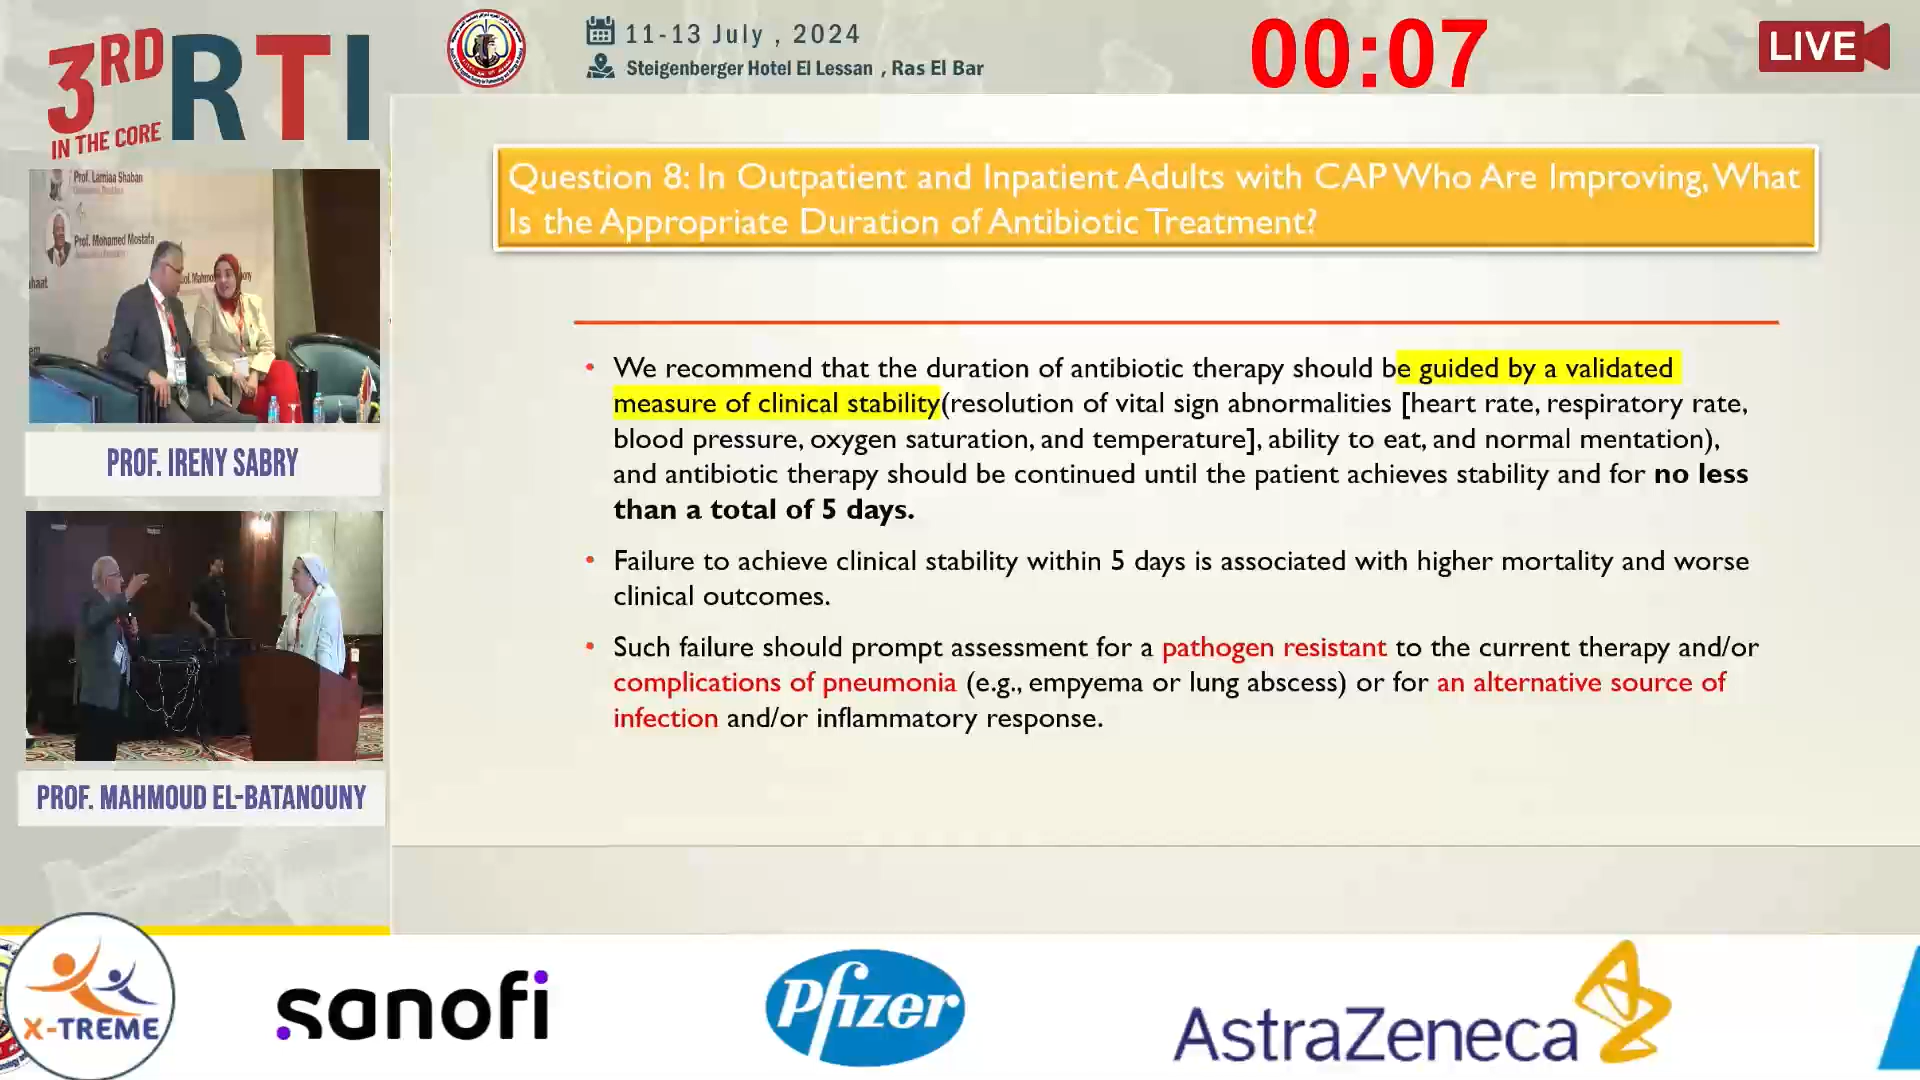 3RD RTI
IN THE CORE
11-13 July , 2024
Steigenberger Hotel El Lessan , Ras El Bar
00:07
LIVE
Prof. Lamiaa Shaban
Prof. Mohamed Mostafa
PROF. IRENY SABRY
PROF. MAHMOUD EL-BATANOUNY
Question 8: In Outpatient and Inpatient Adults with CAP Who Are Improving, What
Is the Appropriate Duration of Antibiotic Treatment?
• We recommend that the duration of antibiotic therapy should be guided by a validated
measure of clinical stability(resolution of vital sign abnormalities [heart rate, respiratory rate,
blood pressure, oxygen saturation, and temperature], ability to eat, and normal mentation),
and antibiotic therapy should be continued until the patient achieves stability and for no less
than a total of 5 days.
• Failure to achieve clinical stability within 5 days is associated with higher mortality and worse
clinical outcomes.
• Such failure should prompt assessment for a pathogen resistant to the current therapy and/or
complications of pneumonia (e.g., empyema or lung abscess) or for an alternative source of
infection and/or inflammatory response.
X-TREME
sanofi
Pfizer
AstraZeneca